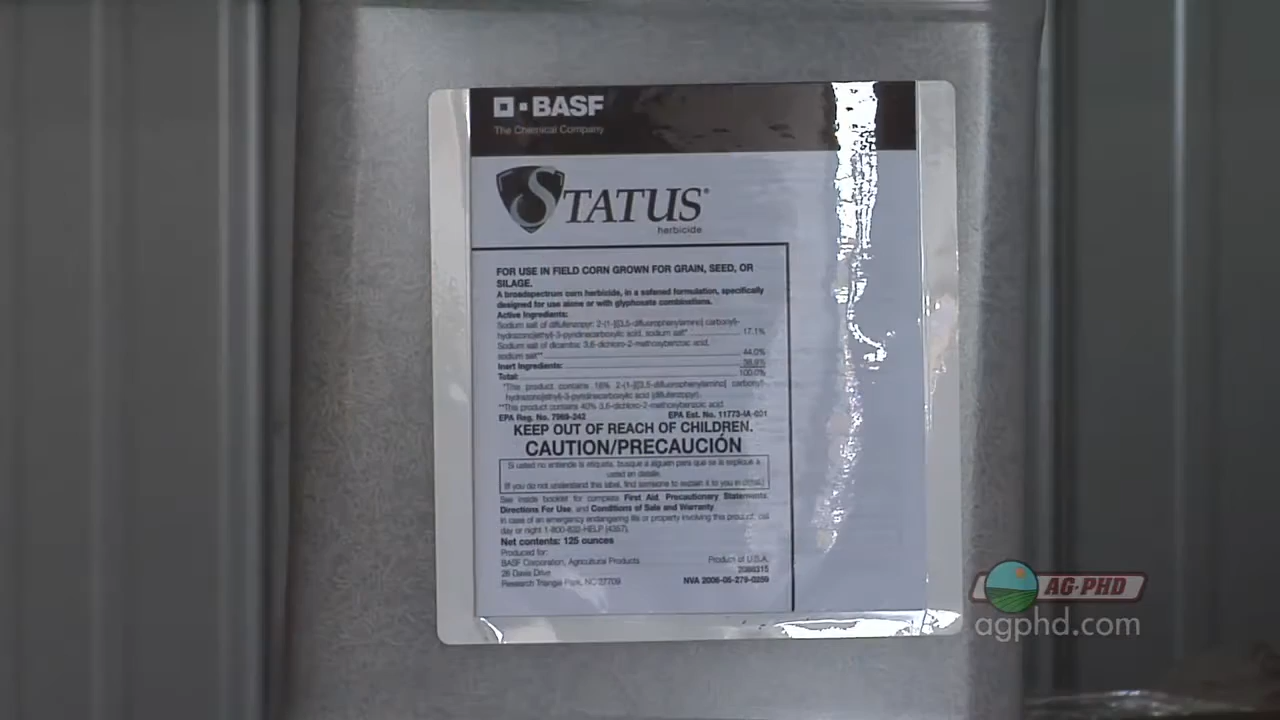 BASF
The Chemical Company
STATUS®
herbicide
FOR USE IN FIELD CORN GROWN FOR GRAIN, SEED, OR
SILAGE.
A broadspectrum corn herbicide, in a safened formulation, specifically
designed for use alone or with glyphosate combinations.
Active Ingredients:
Sodium salt of diflufenzopyr: 2-(1-[([3,5-difluorophenylamino] carbonyl)-
hydrazono]ethyl)-3-pyridinecarboxylic acid, sodium salt* 17.1%
Sodium salt of dicamba: 3,6-dichloro-2-methoxybenzoic acid,
sodium salt** 44.0%
Inert Ingredients: 38.9%
Total: 100.0%
*This product contains 16% 2-(1-[([3,5-difluorophenylamino] carbonyl)-
hydrazono]ethyl)-3-pyridinecarboxylic acid (diflufenzopyr).
**This product contains 40% 3,6-dichloro-2-methoxybenzoic acid.
EPA Reg. No. 7969-242 EPA Est. No. 11773-IA-001
KEEP OUT OF REACH OF CHILDREN.
CAUTION/PRECAUCIÓN
Si usted no entiende la etiqueta, busque a alguien para que se la explique a
usted en detalle.
(If you do not understand this label, find someone to explain it to you in detail.)
See inside booklet for complete First Aid, Precautionary Statements,
Directions For Use, and Conditions of Sale and Warranty.
In case of an emergency endangering life or property involving this product, call
day or night 1-800-832-HELP (4357).
Net contents: 125 ounces
Produced for:
BASF Corporation, Agricultural Products
26 Davis Drive
Research Triangle Park, NC 27709
Product of U.S.A.
NVA 2006-05-279-0259
AG PHD
agphd.com